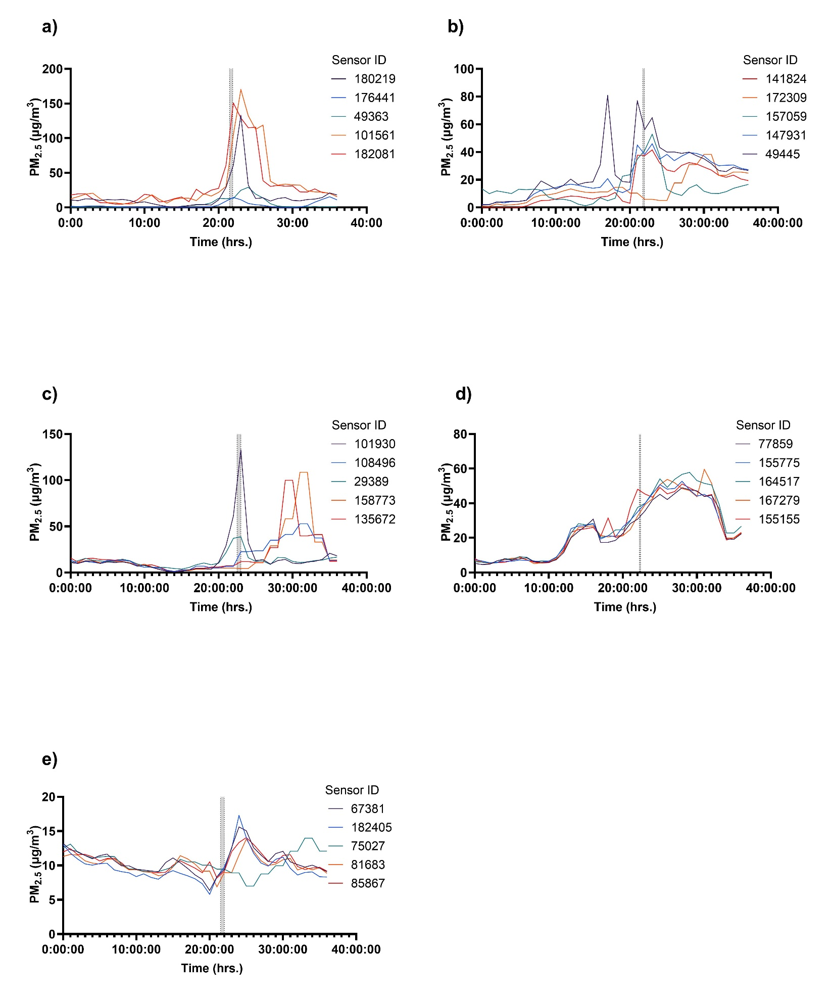 a)
Sensor ID
180219
176441
49363
101561
182081
PM2.5 (µg/m3)
200
150
100
50
0
0:00 10:00 20:00 30:00 40:00
Time (hrs.)
b)
Sensor ID
141824
172309
157059
147931
49445
PM2.5 (µg/m3)
100
80
60
40
20
0
0:00:00 10:00:00 20:00:00 30:00:00 40:00:00
Time (hrs.)
c)
Sensor ID
101930
108496
29389
158773
135672
PM2.5 (µg/m3)
150
100
50
0
0:00:00 10:00:00 20:00:00 30:00:00 40:00:00
Time (hrs.)
d)
Sensor ID
77859
155775
164517
167279
155155
PM2.5 (µg/m3)
80
60
40
20
0
0:00:00 10:00:00 20:00:00 30:00:00 40:00:00
Time (hrs.)
e)
Sensor ID
67381
182405
75027
81683
85867
PM2.5 (µg/m3)
20
15
10
5
0
0:00:00 10:00:00 20:00:00 30:00:00 40:00:00
Time (hrs.)